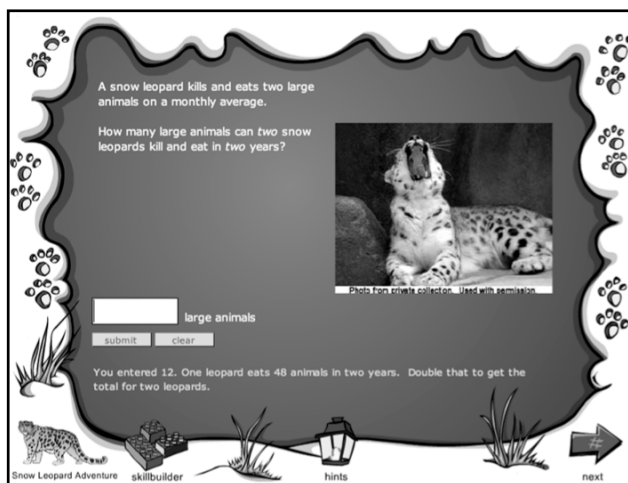 A snow leopard kills and eats two large
animals on a monthly average.
How many large animals can two snow
leopards kill and eat in two years?
Photo from private collection. Used with permission
large animals
submit
clear
You entered 12. One leopard eats 48 animals in two years. Double that to get the
total for two leopards.
Snow Leopard Adventure
skillbuilder
hints
next